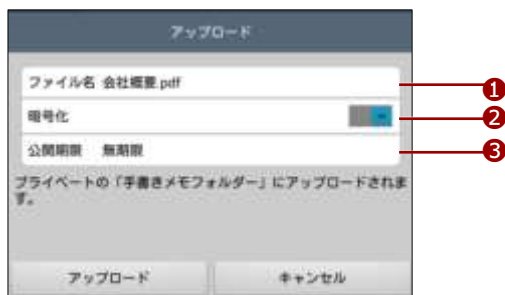 アップロード
ファイル名 会社概要.pdf
1
暗号化
2
公開期限 無期限
3
プライベートの「手書きメモフォルダー」にアップロードされま
す。
アップロード キャンセル